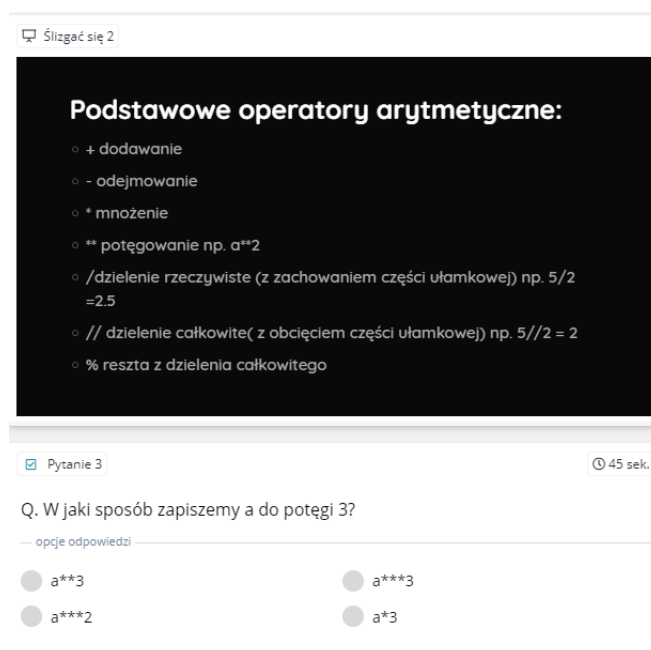 Ślizgać się 2
Podstawowe operatory arytmetyczne:
+ dodawanie
- odejmowanie
* mnożenie
** potęgowanie np. a**2
/dzielenie rzeczywiste (z zachowaniem części ułamkowej) np. 5/2
=2.5
// dzielenie całkowite( z obcięciem części ułamkowej) np. 5//2 = 2
% reszta z dzielenia całkowitego
Pytanie 3
45 sek.
Q. W jaki sposób zapiszemy a do potęgi 3?
opcje odpowiedzi
a**3
a***3
a***2
a*3